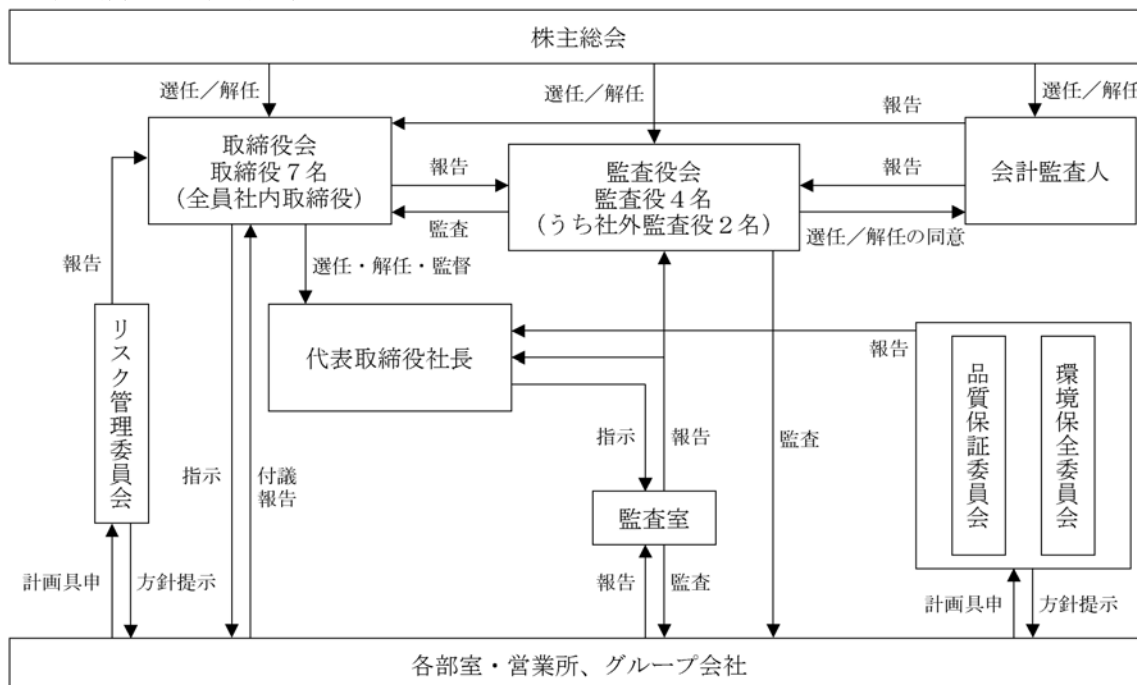 株主総会
選任／解任
選任／解任
選任／解任
報告
取締役会
取締役７名
(全員社内取締役)
報告
監査
監査役会
監査役４名
(うち社外監査役２名)
報告
選任／解任の同意
会計監査人
報告
選任・解任・監督
代表取締役社長
報告
リスク管理委員会
指示
付議
報告
指示
報告
監査
品質保証委員会
環境保全委員会
監査室
計画具申
方針提示
報告
監査
計画具申
方針提示
各部室・営業所、グループ会社